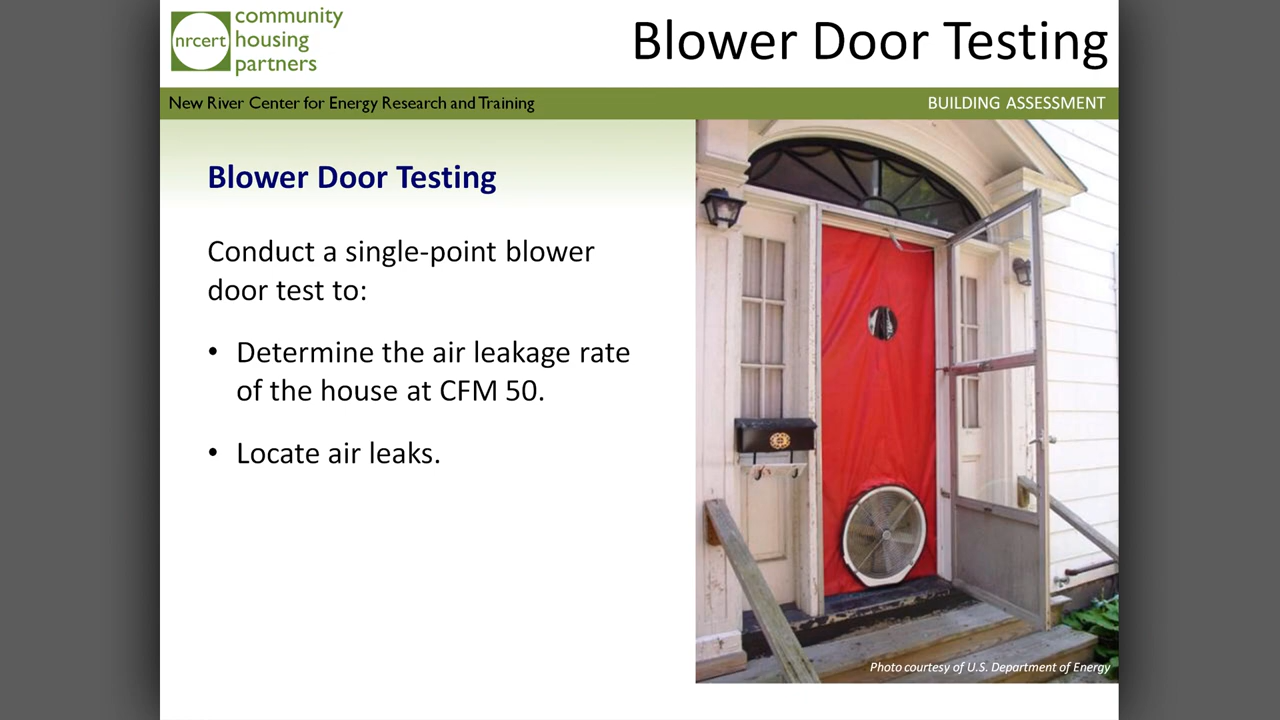 nrcert
community
housing
partners
Blower Door Testing
New River Center for Energy Research and Training
BUILDING ASSESSMENT
Blower Door Testing
Conduct a single-point blower
door test to:
• Determine the air leakage rate
of the house at CFM 50.
• Locate air leaks.
Photo courtesy of U.S. Department of Energy